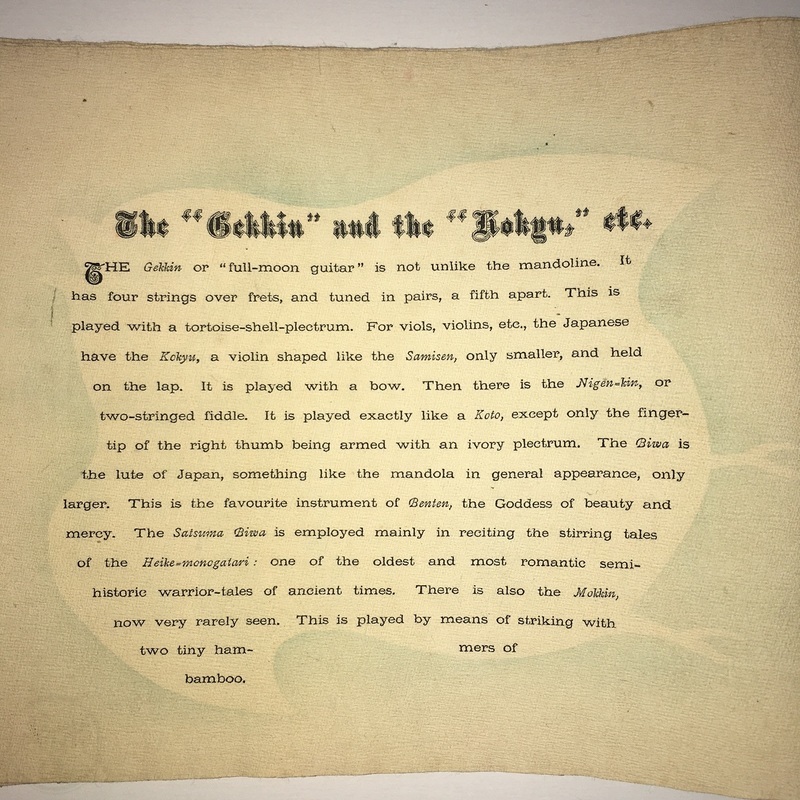 The “Gekkin” and the “Kokyu,” etc.
THE Gekkin or “full-moon guitar” is not unlike the mandoline. It
has four strings over frets, and tuned in pairs, a fifth apart. This is
played with a tortoise-shell-plectrum. For viols, violins, etc., the Japanese
have the Kokyu, a violin shaped like the Samisen, only smaller, and held
on the lap. It is played with a bow. Then there is the Nigèn-kin, or
two-stringed fiddle. It is played exactly like a Koto, except only the finger-
tip of the right thumb being armed with an ivory plectrum. The Biwa is
the lute of Japan, something like the mandola in general appearance, only
larger. This is the favourite instrument of Benten, the Goddess of beauty and
mercy. The Satsuma Biwa is employed mainly in reciting the stirring tales
of the Heike-monogatari: one of the oldest and most romantic semi-
historic warrior-tales of ancient times. There is also the Mokkin,
now very rarely seen. This is played by means of striking with
two tiny ham- mers of
bamboo.